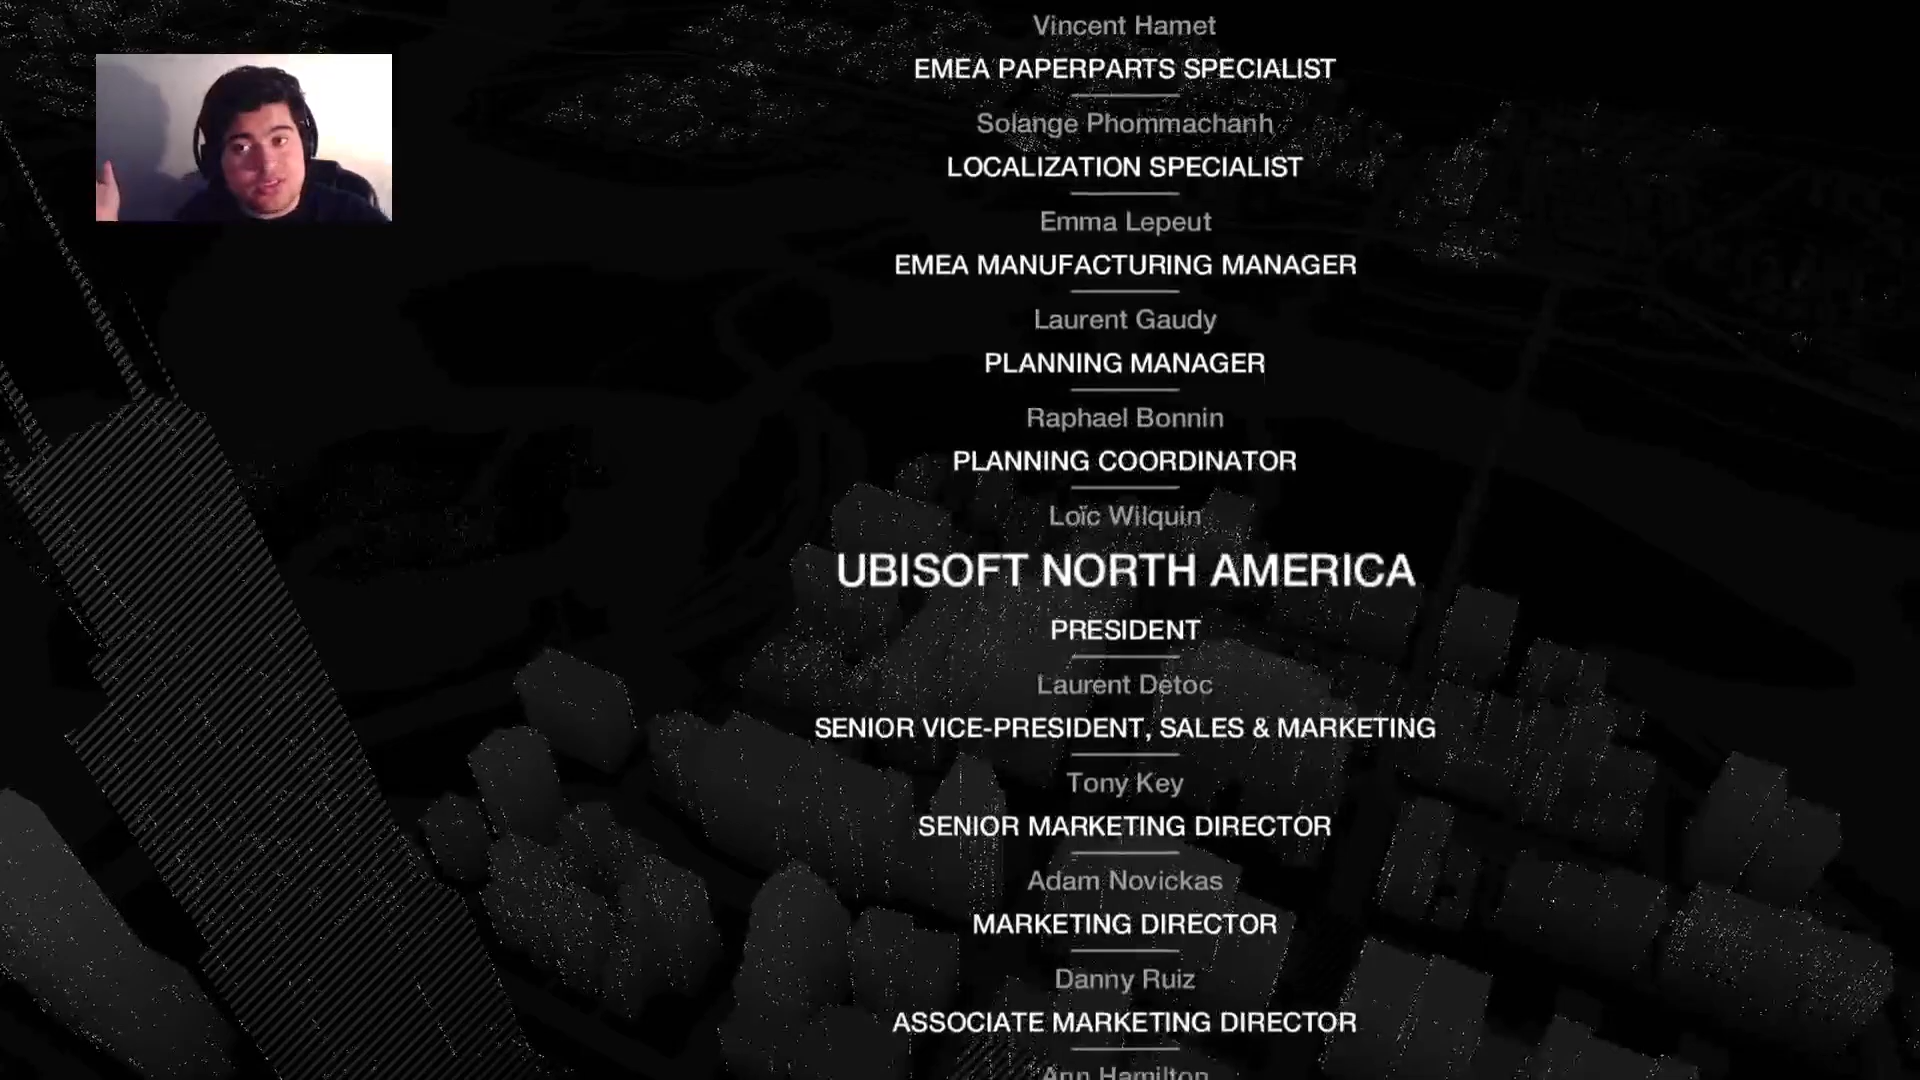 Vincent Hamet
EMEA PAPERPARTS SPECIALIST
Solange Phommachanh
LOCALIZATION SPECIALIST
Emma Lepeut
EMEA MANUFACTURING MANAGER
Laurent Gaudy
PLANNING MANAGER
Raphael Bonnin
PLANNING COORDINATOR
Loïc Wilquin
UBISOFT NORTH AMERICA
PRESIDENT
Laurent Detoc
SENIOR VICE-PRESIDENT, SALES & MARKETING
Tony Key
SENIOR MARKETING DIRECTOR
Adam Novickas
MARKETING DIRECTOR
Danny Ruiz
ASSOCIATE MARKETING DIRECTOR
Ann Hamilton